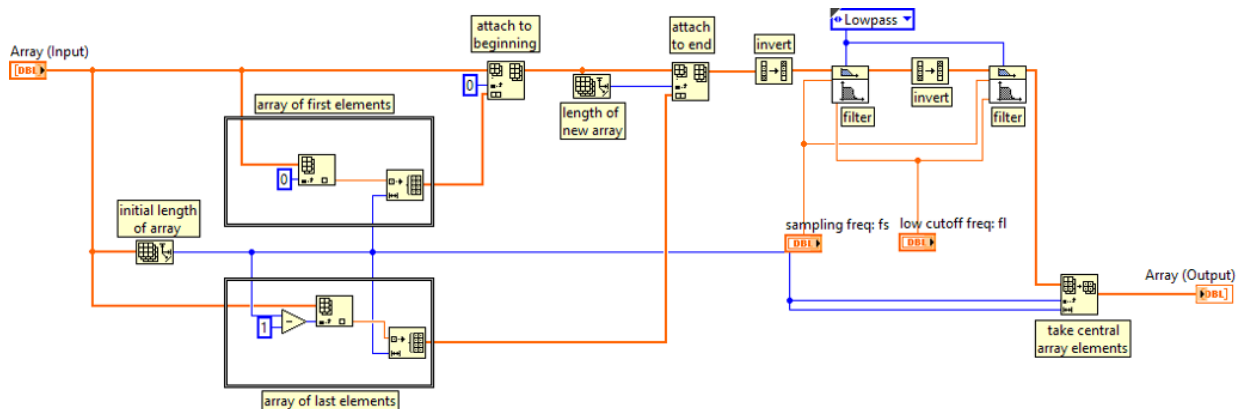 Lowpass
attach to
beginning
attach
to end
invert
Array (Input)
DBL
0
array of first elements
length of
new array
filter
invert
filter
0
initial length
of array
sampling freq: fs
low cutoff freq: fl
DBL
DBL
Array (Output)
DBL
1
take central
array elements
array of last elements